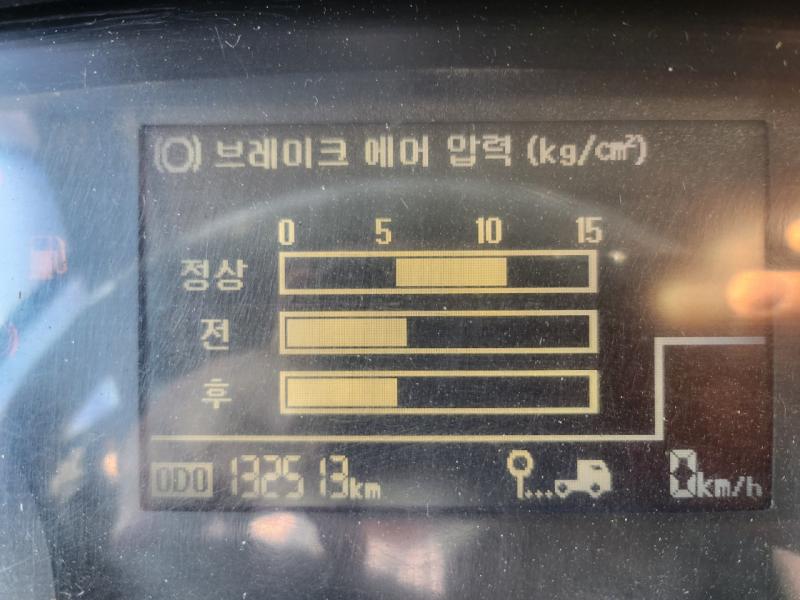 브레이크 에어 압력 (kg/cm²)
0 5 10 15
정상
전
후
ODO 132513km 0km/h